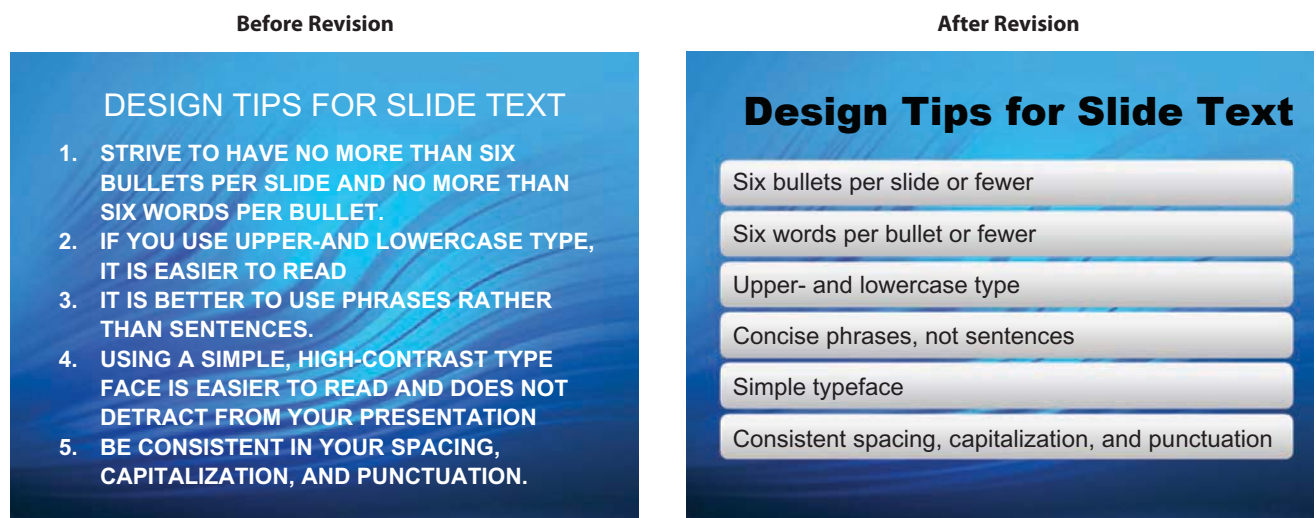 Before Revision
DESIGN TIPS FOR SLIDE TEXT
1. STRIVE TO HAVE NO MORE THAN SIX
BULLETS PER SLIDE AND NO MORE THAN
SIX WORDS PER BULLET.
2. IF YOU USE UPPER-AND LOWERCASE TYPE,
IT IS EASIER TO READ
3. IT IS BETTER TO USE PHRASES RATHER
THAN SENTENCES.
4. USING A SIMPLE, HIGH-CONTRAST TYPE
FACE IS EASIER TO READ AND DOES NOT
DETRACT FROM YOUR PRESENTATION
5. BE CONSISTENT IN YOUR SPACING,
CAPITALIZATION, AND PUNCTUATION.
After Revision
Design Tips for Slide Text
Six bullets per slide or fewer
Six words per bullet or fewer
Upper- and lowercase type
Concise phrases, not sentences
Simple typeface
Consistent spacing, capitalization, and punctuation